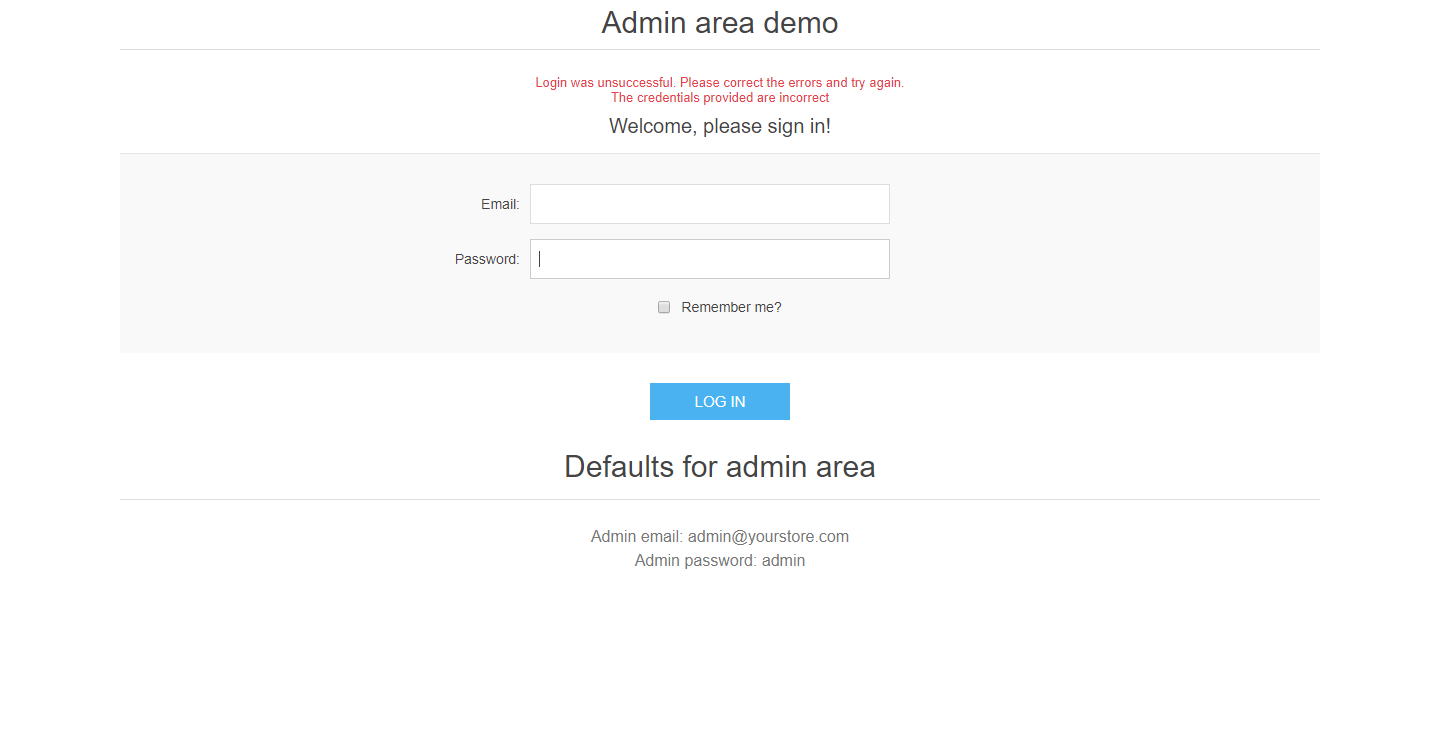 Admin area demo
Login was unsuccessful. Please correct the errors and try again.
The credentials provided are incorrect
Welcome, please sign in!
Email:
Password:
Remember me?
LOG IN
Defaults for admin area
Admin email: admin@yourstore.com
Admin password: admin